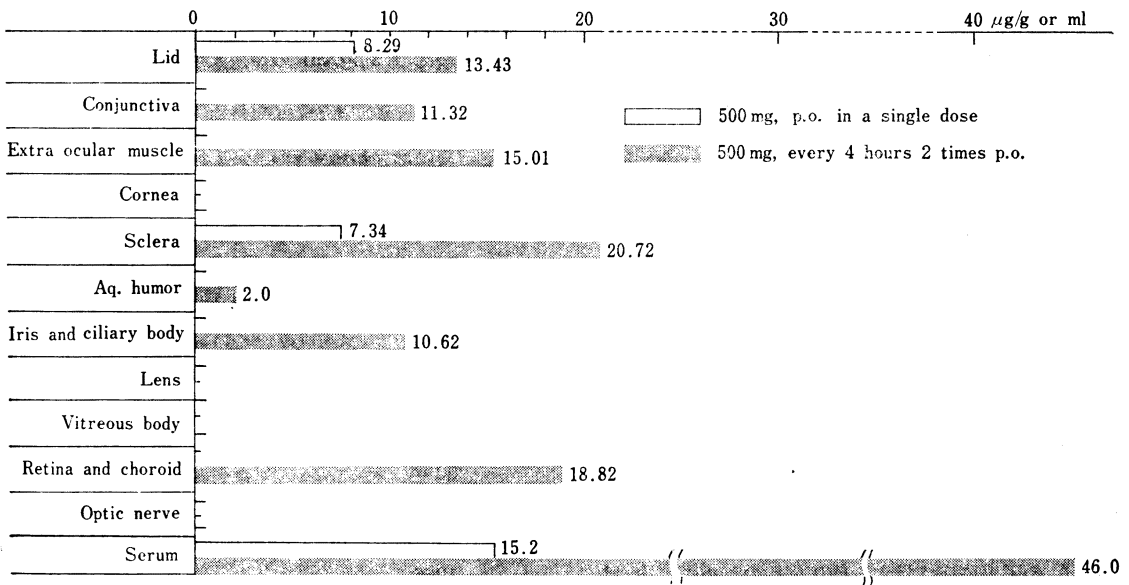 0 10 20 30 40 μg/g or ml
Lid 8.29
13.43
Conjunctiva 11.32
500 mg, p.o. in a single dose
Extra ocular muscle 15.01
500 mg, every 4 hours 2 times p.o.
Cornea
Sclera 7.34
20.72
Aq. humor 2.0
Iris and ciliary body 10.62
Lens
Vitreous body
Retina and choroid 18.82
Optic nerve
Serum 15.2
46.0